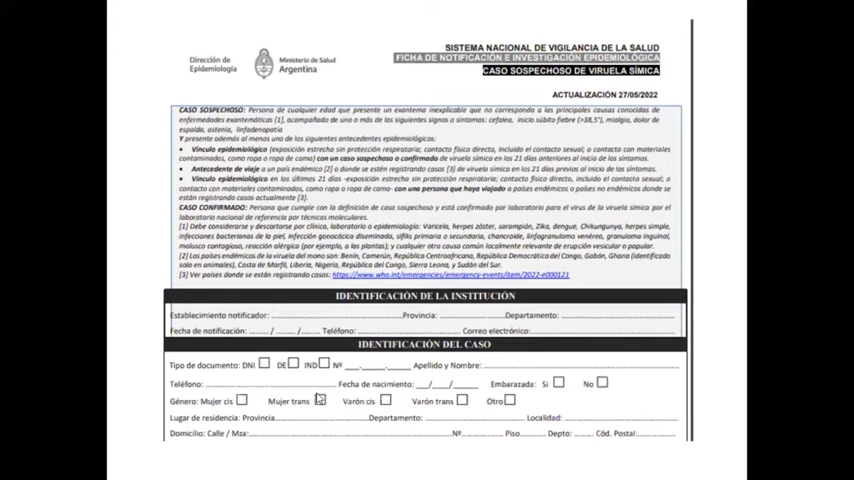 Dirección de
Epidemiología
Ministerio de Salud
Argentina
SISTEMA NACIONAL DE VIGILANCIA DE LA SALUD
FICHA DE NOTIFICACIÓN E INVESTIGACIÓN EPIDEMIOLÓGICA
CASO SOSPECHOSO DE VIRUELA SÍMICA
ACTUALIZACIÓN 27/05/2022
CASO SOSPECHOSO: Persona de cualquier edad que presente un exantema inexplicable que no corresponda a las principales causas conocidas de
enfermedades exantemáticas [1], acompañado de uno o más de los siguientes signos o síntomas: cefalea, inicio súbito fiebre (>38,5°), mialgia, dolor de
espalda, astenia, linfadenopatía
Y presente además al menos uno de los siguientes antecedentes epidemiológicos:
• Vínculo epidemiológico (exposición estrecha sin protección respiratoria; contacto físico directo, incluido el contacto sexual; o contacto con materiales
contaminados, como ropa o ropa de cama) con un caso sospechoso o confirmado de viruela símica en los 21 días anteriores al inicio de los síntomas.
• Antecedente de viaje a un país endémico [2] o donde se estén registrando casos [3] de viruela símica en los 21 días previos al inicio de los síntomas.
• Vínculo epidemiológico en los últimos 21 días -exposición estrecha sin protección respiratoria; contacto físico directo, incluido el contacto sexual; o
contacto con materiales contaminados, como ropa o ropa de cama- con una persona que haya viajado a países endémicos o países no endémicos donde se
están registrando casos actualmente [3].
CASO CONFIRMADO: Persona que cumple con la definición de caso sospechoso y está confirmado por laboratorio para el virus de la viruela símica por el
laboratorio nacional de referencia por técnicas moleculares.
[1] Debe considerarse y descartarse por clínica, laboratorio o epidemiología: Varicela, herpes zóster, sarampión, Zika, dengue, Chikungunya, herpes simple,
infecciones bacterianas de la piel, infección gonocócica diseminada, sífilis primaria o secundaria, chancroide, linfogranuloma venéreo, granuloma inguinal,
molusco contagioso, reacción alérgica (por ejemplo, a las plantas); y cualquier otra causa común localmente relevante de erupción vesicular o papular.
[2] Los países endémicos de la viruela del mono son: Benín, Camerún, República Centroafricana, República Democrática del Congo, Gabón, Ghana (identificada
solo en animales), Costa de Marfil, Liberia, Nigeria, República del Congo, Sierra Leona, y Sudán del Sur.
[3] Ver países donde se están registrando casos: https://www.who.int/emergencies/emergency-events/item/2022-e000121
IDENTIFICACIÓN DE LA INSTITUCIÓN
Establecimiento notificador: Provincia: Departamento:
Fecha de notificación: ......... / ......... / ......... Teléfono: Correo electrónico:
IDENTIFICACIÓN DEL CASO
Tipo de documento: DNI DE IND Nº ___.___.___ Apellido y Nombre:
Teléfono: Fecha de nacimiento: ___/___/______ Embarazada: Si No
Género: Mujer cis Mujer trans Varón cis Varón trans Otro
Lugar de residencia: Provincia Departamento: Localidad:
Domicilio: Calle / Mza: Nº Piso Depto: Cód. Postal: